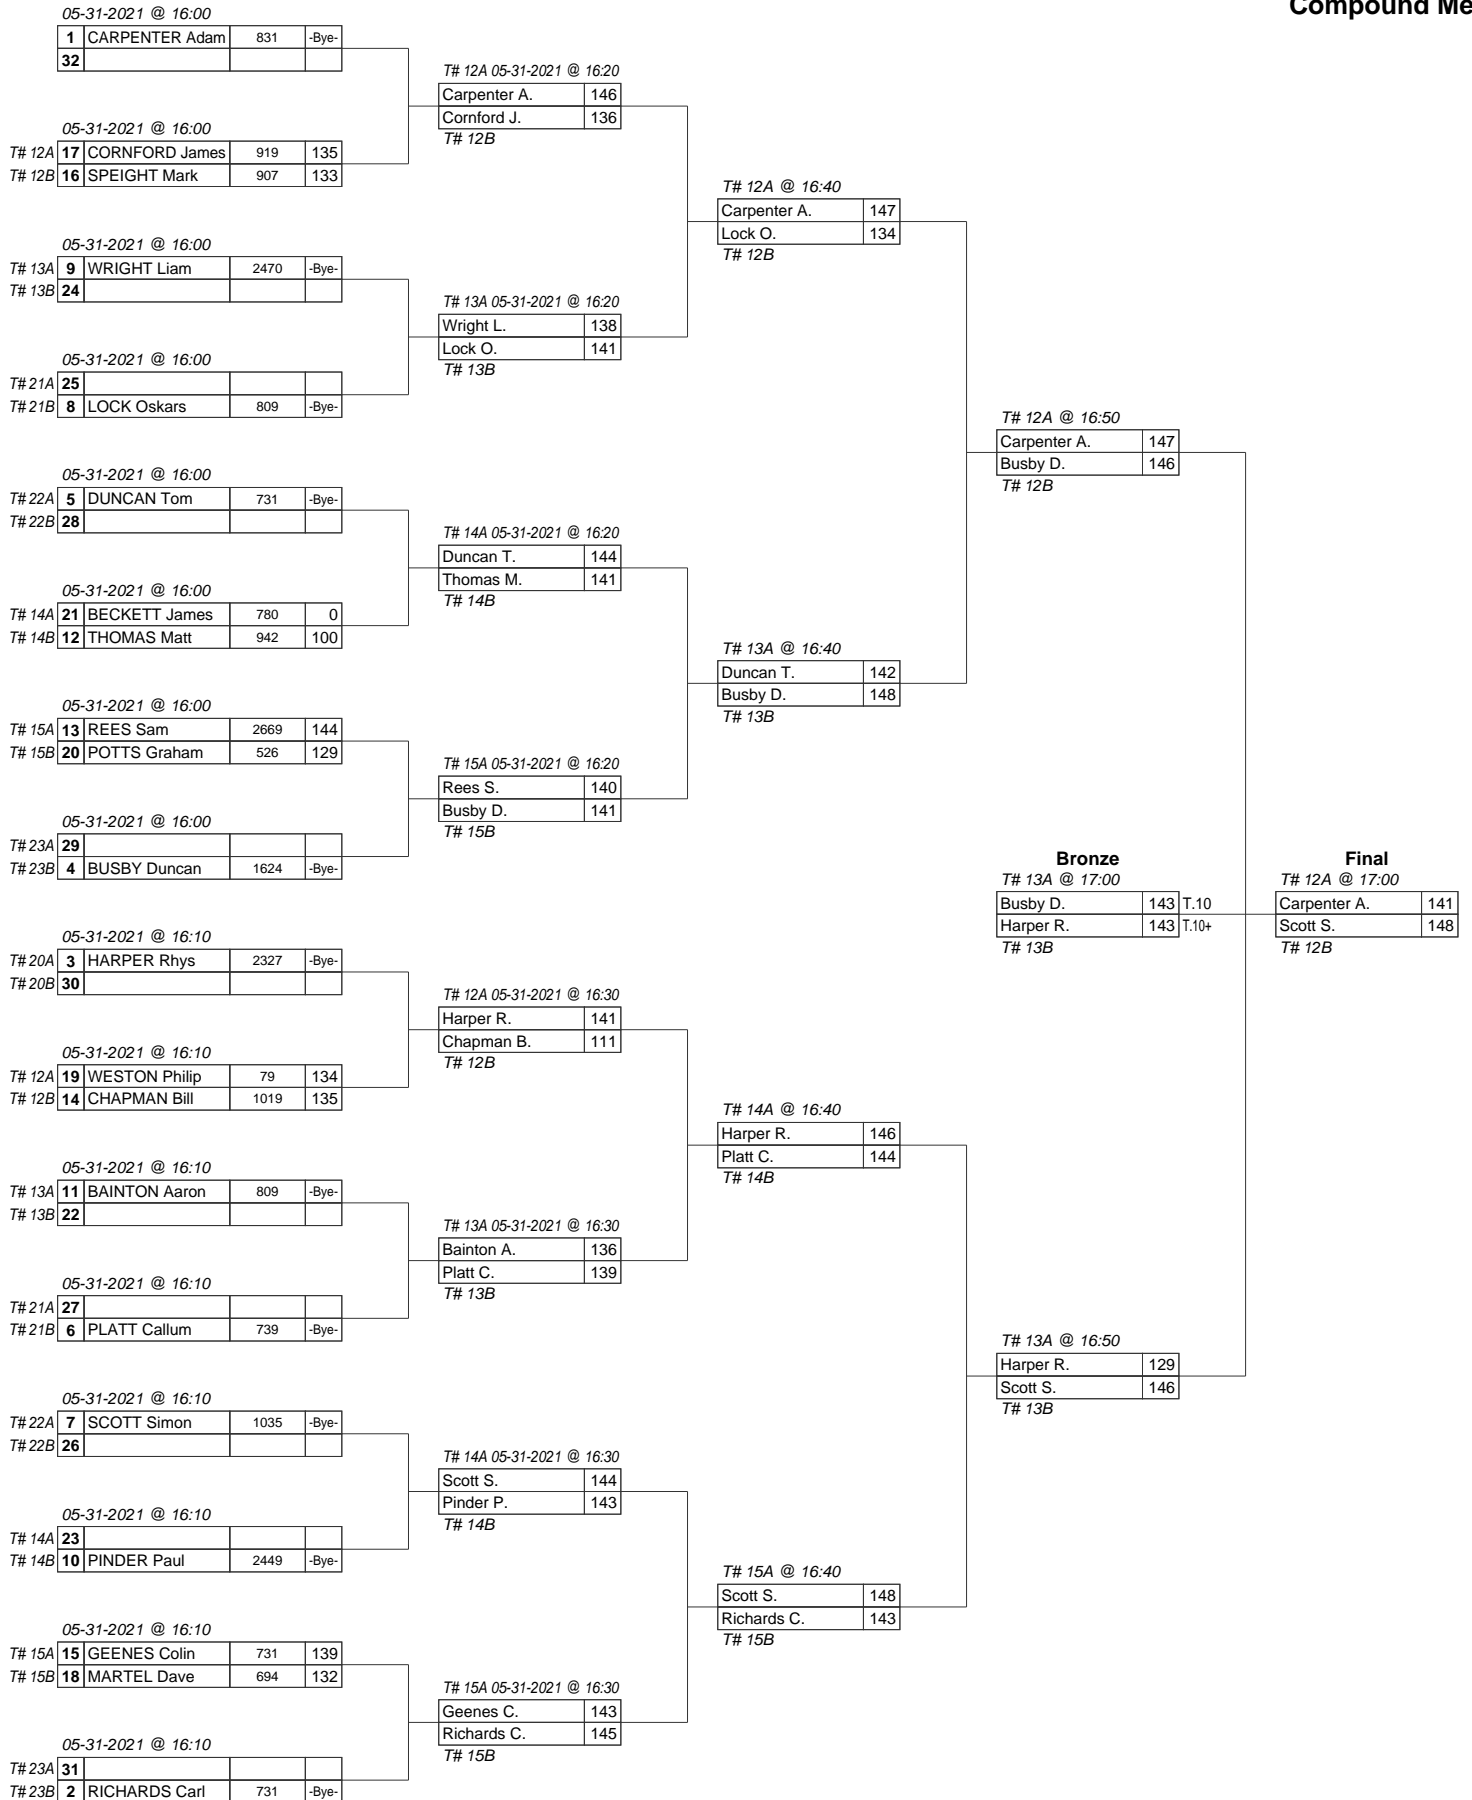 Compound Me
05-31-2021 @ 16:00
1 CARPENTER Adam 831 -Bye-
32
T# 12A 05-31-2021 @ 16:20
Carpenter A. 146
Cornford J. 136
T# 12B
05-31-2021 @ 16:00
T# 12A 17 CORNFORD James 919 135
T# 12B 16 SPEIGHT Mark 907 133
T# 12A @ 16:40
Carpenter A. 147
Lock O. 134
T# 12B
05-31-2021 @ 16:00
T# 13A 9 WRIGHT Liam 2470 -Bye-
T# 13B 24
T# 13A 05-31-2021 @ 16:20
Wright L. 138
Lock O. 141
T# 13B
05-31-2021 @ 16:00
T# 21A 25
T# 21B 8 LOCK Oskars 809 -Bye-
T# 12A @ 16:50
Carpenter A. 147
Busby D. 146
T# 12B
05-31-2021 @ 16:00
T# 22A 5 DUNCAN Tom 731 -Bye-
T# 22B 28
T# 14A 05-31-2021 @ 16:20
Duncan T. 144
Thomas M. 141
T# 14B
05-31-2021 @ 16:00
T# 14A 21 BECKETT James 780 0
T# 14B 12 THOMAS Matt 942 100
T# 13A @ 16:40
Duncan T. 142
Busby D. 148
T# 13B
05-31-2021 @ 16:00
T# 15A 13 REES Sam 2669 144
T# 15B 20 POTTS Graham 526 129
T# 15A 05-31-2021 @ 16:20
Rees S. 140
Busby D. 141
T# 15B
05-31-2021 @ 16:00
T# 23A 29
T# 23B 4 BUSBY Duncan 1624 -Bye-
Bronze
T# 13A @ 17:00
Busby D. 143 T.10
Harper R. 143 T.10+
T# 13B
Final
T# 12A @ 17:00
Carpenter A. 141
Scott S. 148
T# 12B
05-31-2021 @ 16:10
T# 20A 3 HARPER Rhys 2327 -Bye-
T# 20B 30
T# 12A 05-31-2021 @ 16:30
Harper R. 141
Chapman B. 111
T# 12B
05-31-2021 @ 16:10
T# 12A 19 WESTON Philip 79 134
T# 12B 14 CHAPMAN Bill 1019 135
T# 14A @ 16:40
Harper R. 146
Platt C. 144
T# 14B
05-31-2021 @ 16:10
T# 13A 11 BAINTON Aaron 809 -Bye-
T# 13B 22
T# 13A 05-31-2021 @ 16:30
Bainton A. 136
Platt C. 139
T# 13B
05-31-2021 @ 16:10
T# 21A 27
T# 21B 6 PLATT Callum 739 -Bye-
T# 13A @ 16:50
Harper R. 129
Scott S. 146
T# 13B
05-31-2021 @ 16:10
T# 22A 7 SCOTT Simon 1035 -Bye-
T# 22B 26
T# 14A 05-31-2021 @ 16:30
Scott S. 144
Pinder P. 143
T# 14B
05-31-2021 @ 16:10
T# 14A 23
T# 14B 10 PINDER Paul 2449 -Bye-
T# 15A @ 16:40
Scott S. 148
Richards C. 143
T# 15B
05-31-2021 @ 16:10
T# 15A 15 GEENES Colin 731 139
T# 15B 18 MARTEL Dave 694 132
T# 15A 05-31-2021 @ 16:30
Geenes C. 143
Richards C. 145
T# 15B
05-31-2021 @ 16:10
T# 23A 31
T# 23B 2 RICHARDS Carl 731 -Bye-